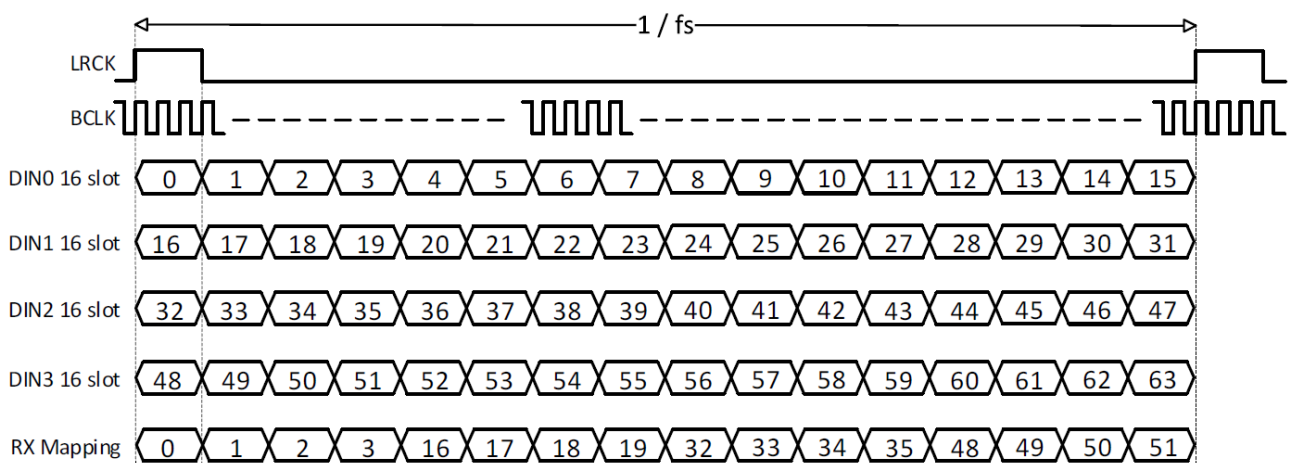 1 / fs
LRCK
BCLK
DIN0 16 slot 0 1 2 3 4 5 6 7 8 9 10 11 12 13 14 15
DIN1 16 slot 16 17 18 19 20 21 22 23 24 25 26 27 28 29 30 31
DIN2 16 slot 32 33 34 35 36 37 38 39 40 41 42 43 44 45 46 47
DIN3 16 slot 48 49 50 51 52 53 54 55 56 57 58 59 60 61 62 63
RX Mapping 0 1 2 3 16 17 18 19 32 33 34 35 48 49 50 51